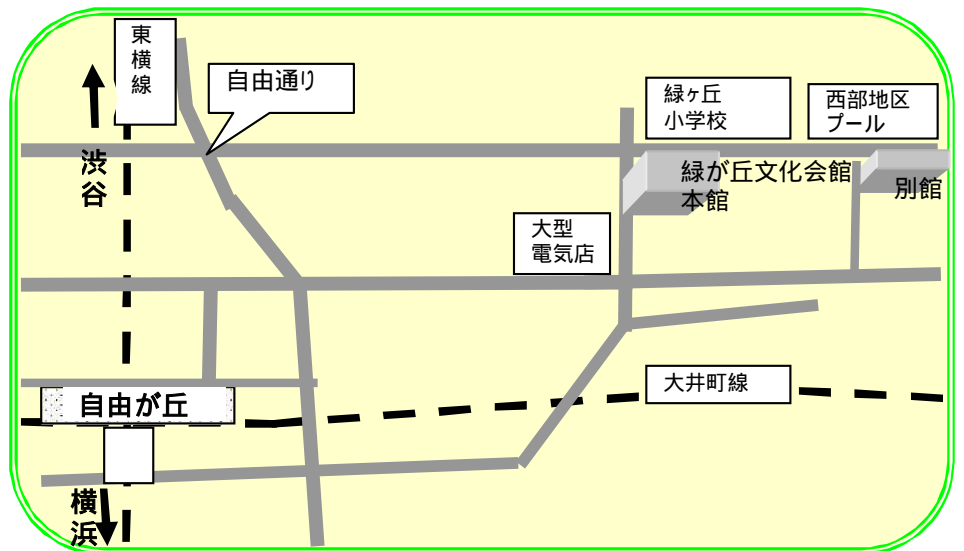 東横線
自由通り
渋谷
緑ヶ丘
小学校
西部地区
プール
緑が丘文化会館
本館
別館
大型
電気店
大井町線
自由が丘
横浜